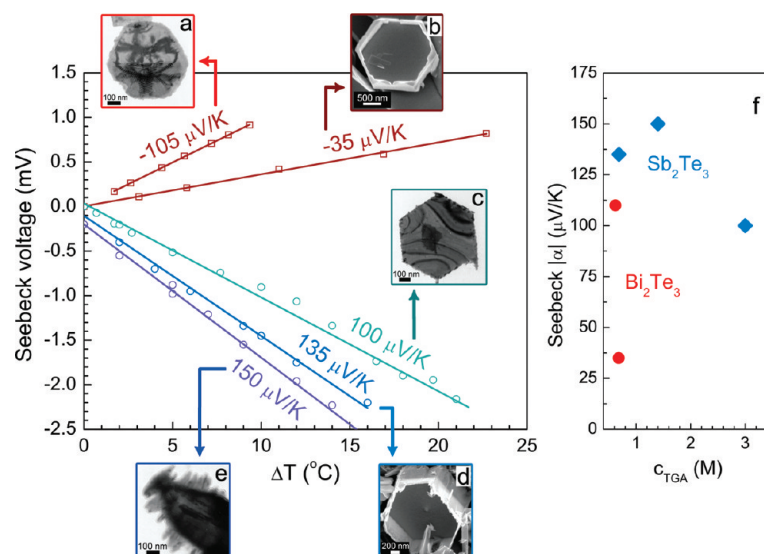 a
100 nm
b
500 nm
1.5
1.0
0.5
0.0
-0.5
-1.0
-1.5
-2.0
-2.5
Seebeck voltage (mV)
-105 μV/K
-35 μV/K
c
100 nm
100 μV/K
135 μV/K
150 μV/K
0 5 10 15 20 25
ΔT (°C)
e
100 nm
d
200 nm
f
175
150
125
100
75
50
25
0
Seebeck |α| (μV/K)
Sb₂Te₃
Bi₂Te₃
0 1 2 3
c_TGA (M)